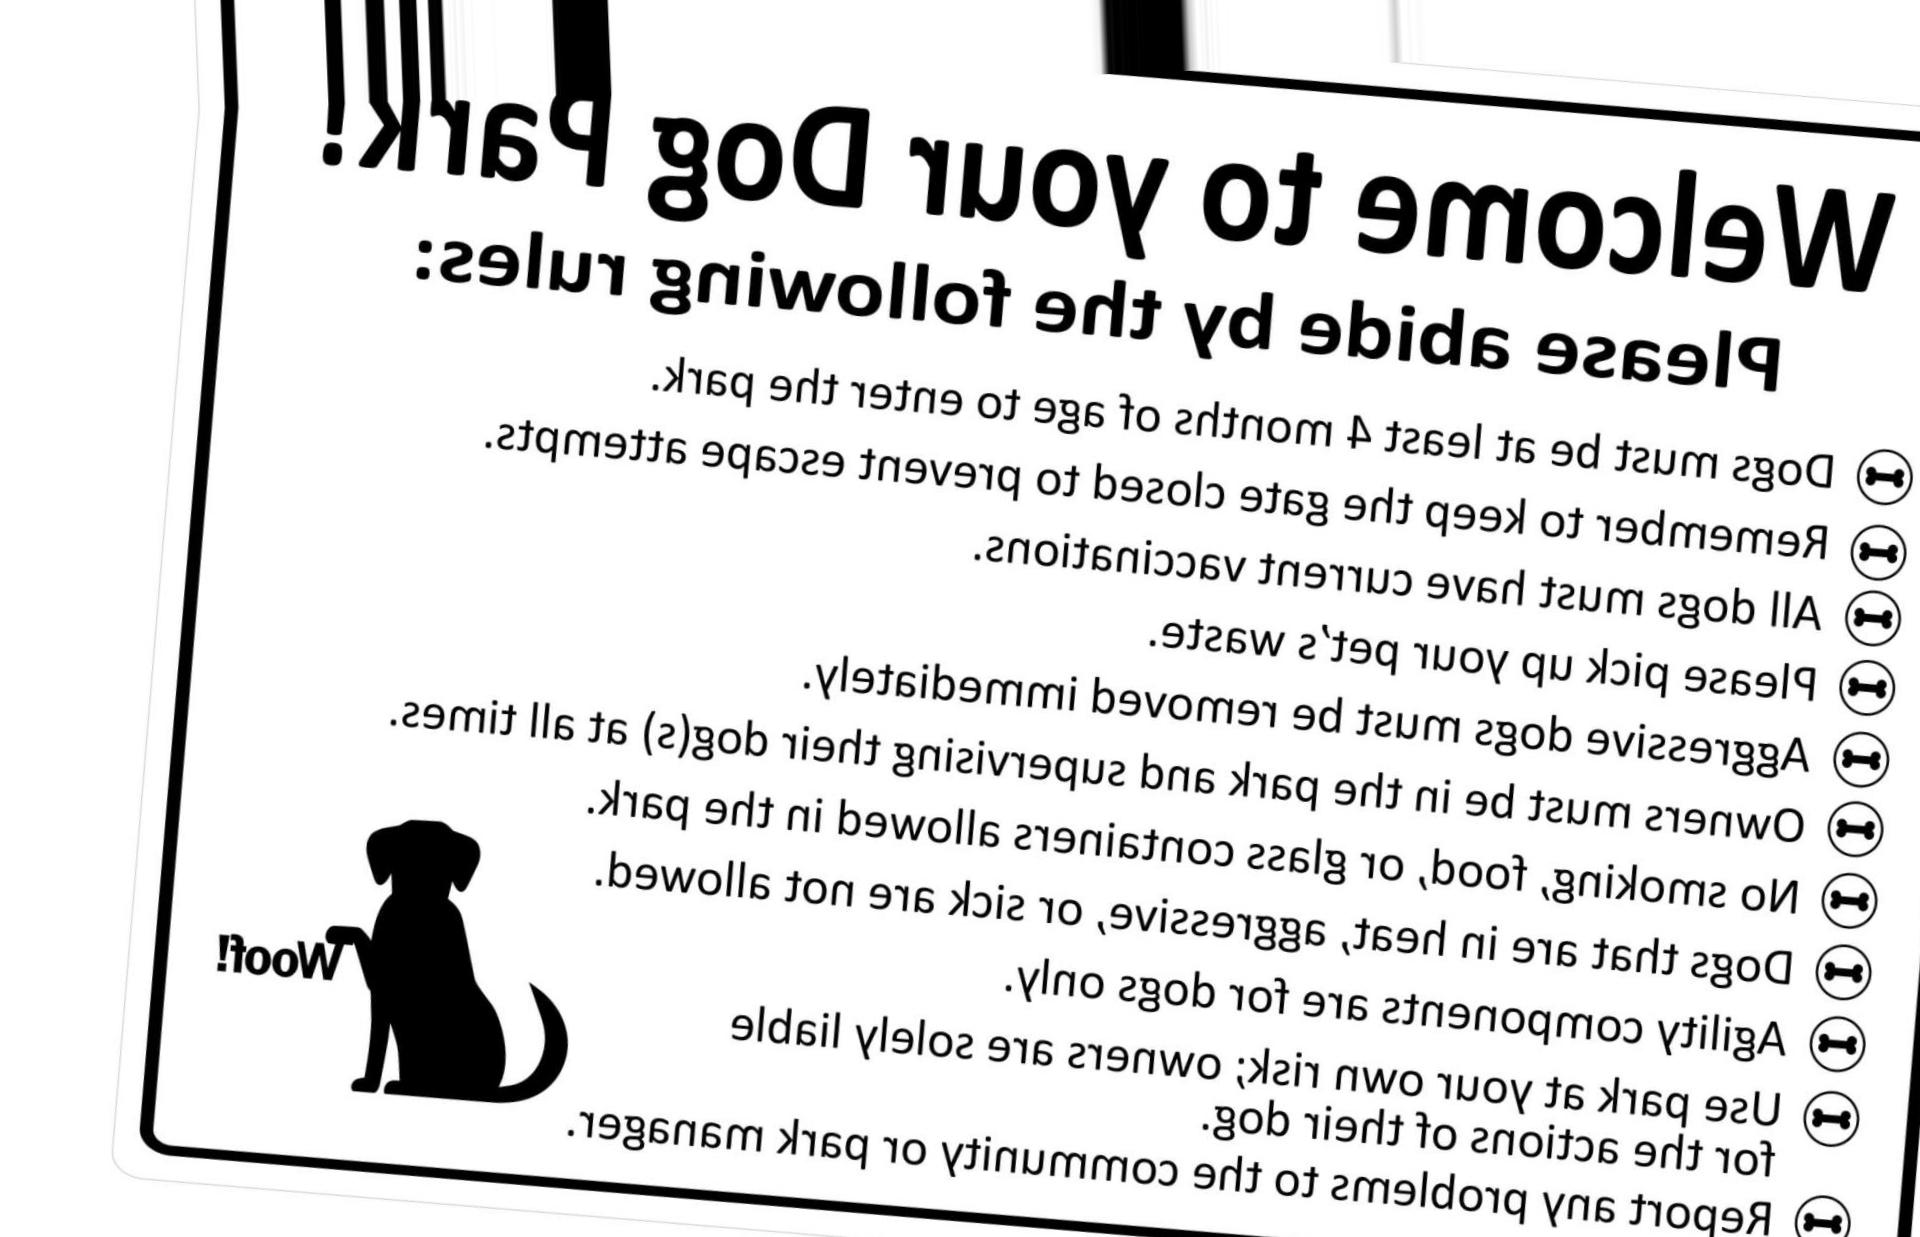 Welcome to your Dog Park!
Please abide by the following rules:
Dogs must be at least 4 months of age to enter the park.
Remember to keep the gate closed to prevent escape attempts.
All dogs must have current vaccinations.
Please pick up your pet's waste.
Aggressive dogs must be removed immediately.
Owners must be in the park and supervising their dog(s) at all times.
No smoking, food, or glass containers allowed in the park.
Dogs that are in heat, aggressive, or sick are not allowed.
Agility components are for dogs only.
Use park at your own risk; owners are solely liable
for the actions of their dog.
Report any problems to the community or park manager.
Woof!